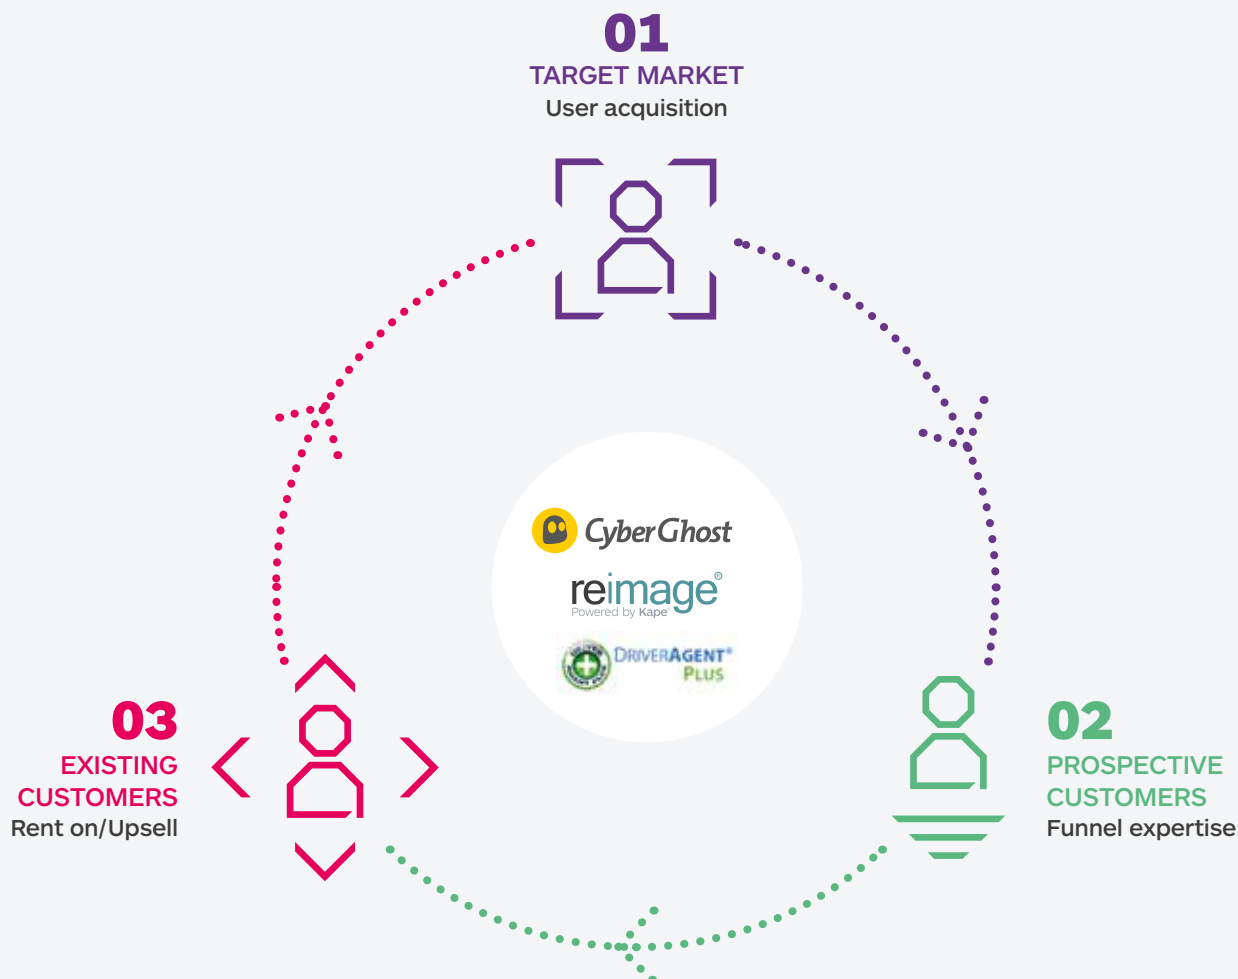 01
TARGET MARKET
User acquisition
CyberGhost
reimage®
Powered by Kape®
DRIVERAGENT®
PLUS
03
EXISTING
CUSTOMERS
Rent on/Upsell
02
PROSPECTIVE
CUSTOMERS
Funnel expertise